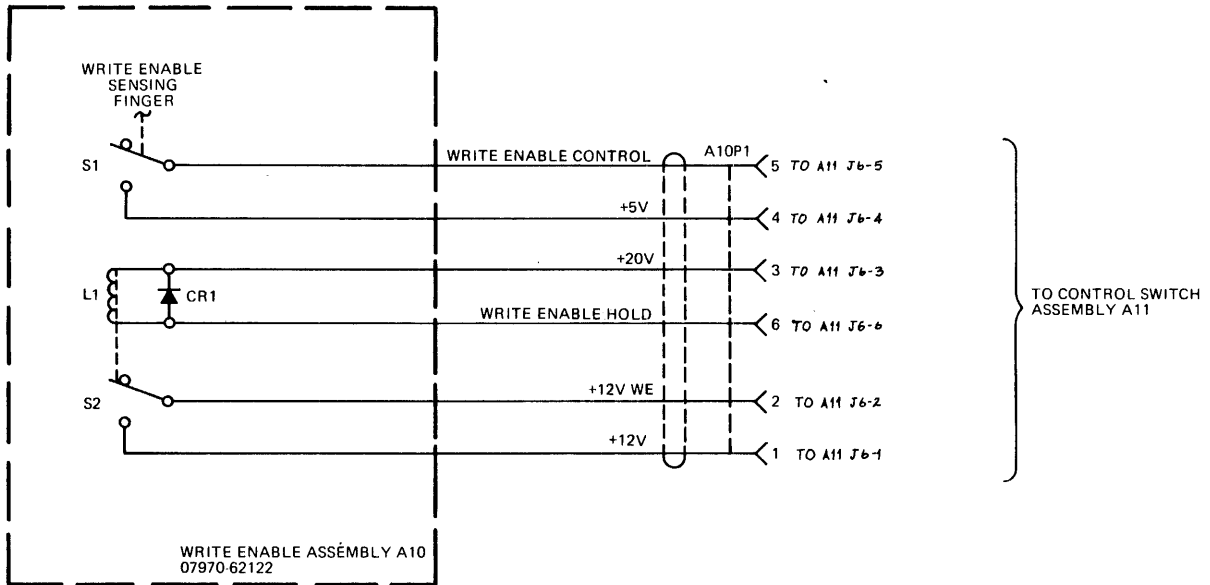 WRITE ENABLE
SENSING
FINGER
S1
WRITE ENABLE CONTROL
A10P1
5 TO A11 J6-5
+5V
4 TO A11 J6-4
+20V
3 TO A11 J6-3
L1
CR1
WRITE ENABLE HOLD
6 TO A11 J6-6
TO CONTROL SWITCH
ASSEMBLY A11
S2
+12V WE
2 TO A11 J6-2
+12V
1 TO A11 J6-1
WRITE ENABLE ASSEMBLY A10
07970-62122